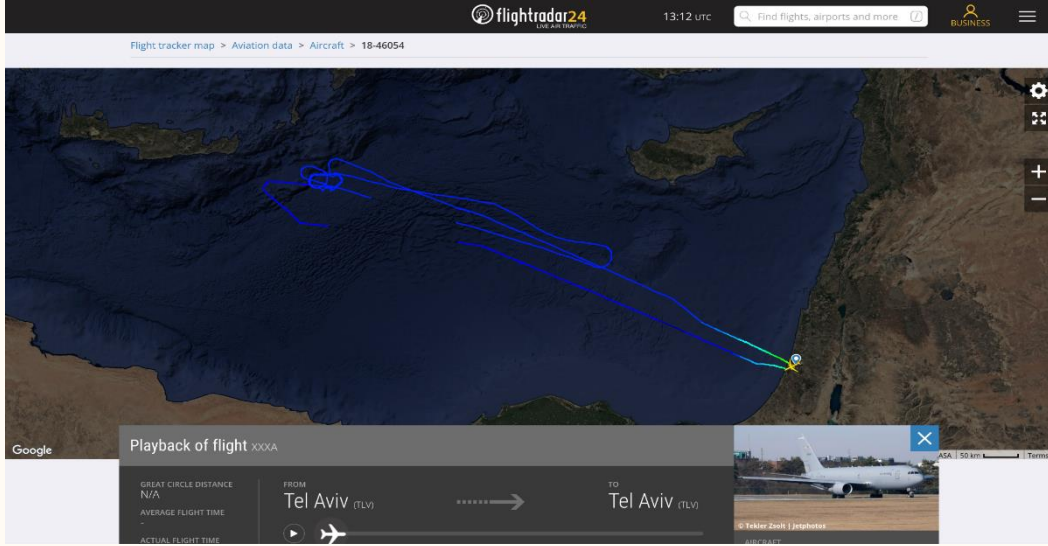 flightradar24
LIVE AIR TRAFFIC
13:12 UTC
Find flights, airports and more /
BUSINESS
Flight tracker map > Aviation data > Aircraft > 18-46054
Google
ASA 50 km Terms
Playback of flight XXXA
GREAT CIRCLE DISTANCE
N/A
AVERAGE FLIGHT TIME
-
ACTUAL FLIGHT TIME
FROM
Tel Aviv (TLV)
TO
Tel Aviv (TLV)
© Tekler Zsolt | Jetphotos
AIRCRAFT